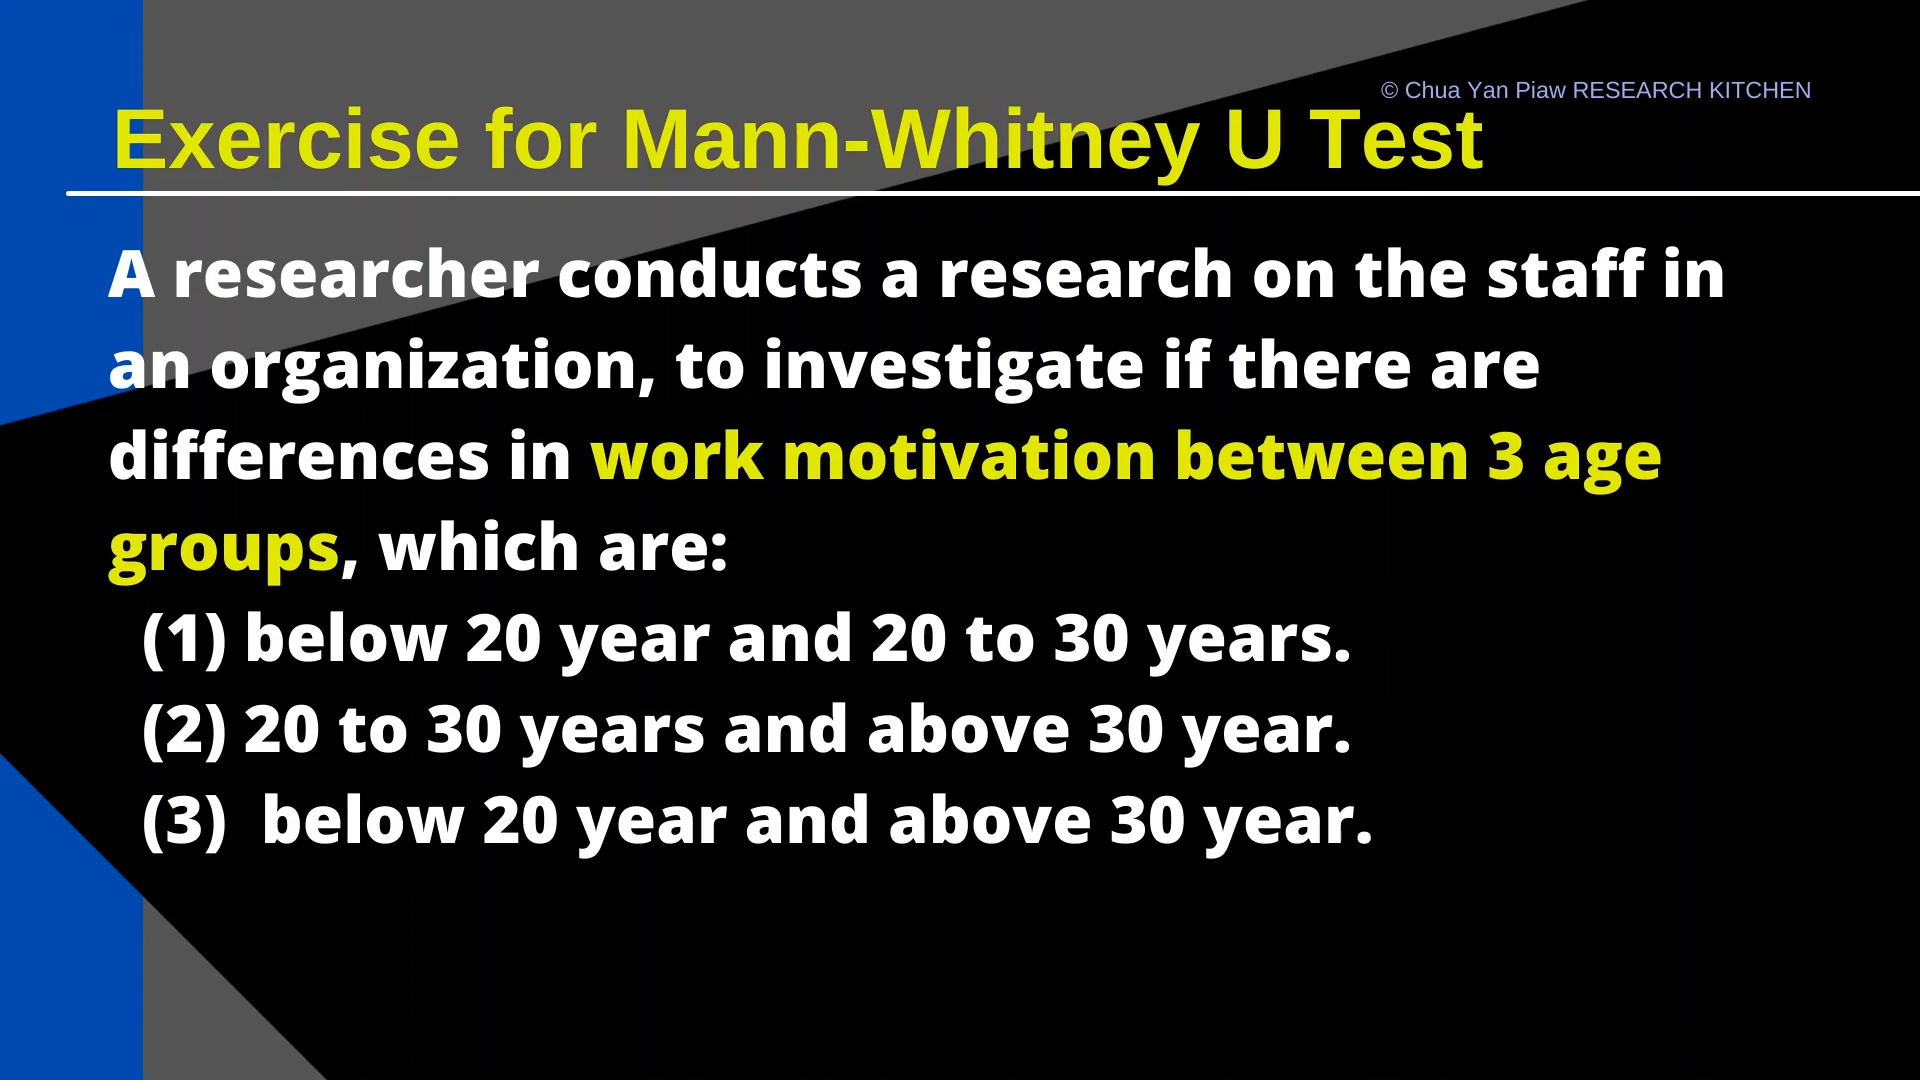 © Chua Yan Piaw RESEARCH KITCHEN
Exercise for Mann-Whitney U Test
A researcher conducts a research on the staff in
an organization, to investigate if there are
differences in work motivation between 3 age
groups, which are:
(1) below 20 year and 20 to 30 years.
(2) 20 to 30 years and above 30 year.
(3) below 20 year and above 30 year.